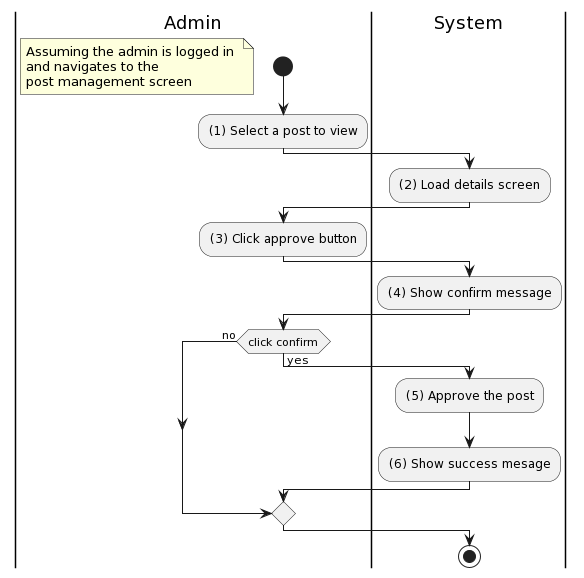 Admin
System
Assuming the admin is logged in
and navigates to the
post management screen
(1) Select a post to view
(2) Load details screen
(3) Click approve button
(4) Show confirm message
no
click confirm
yes
(5) Approve the post
(6) Show success mesage